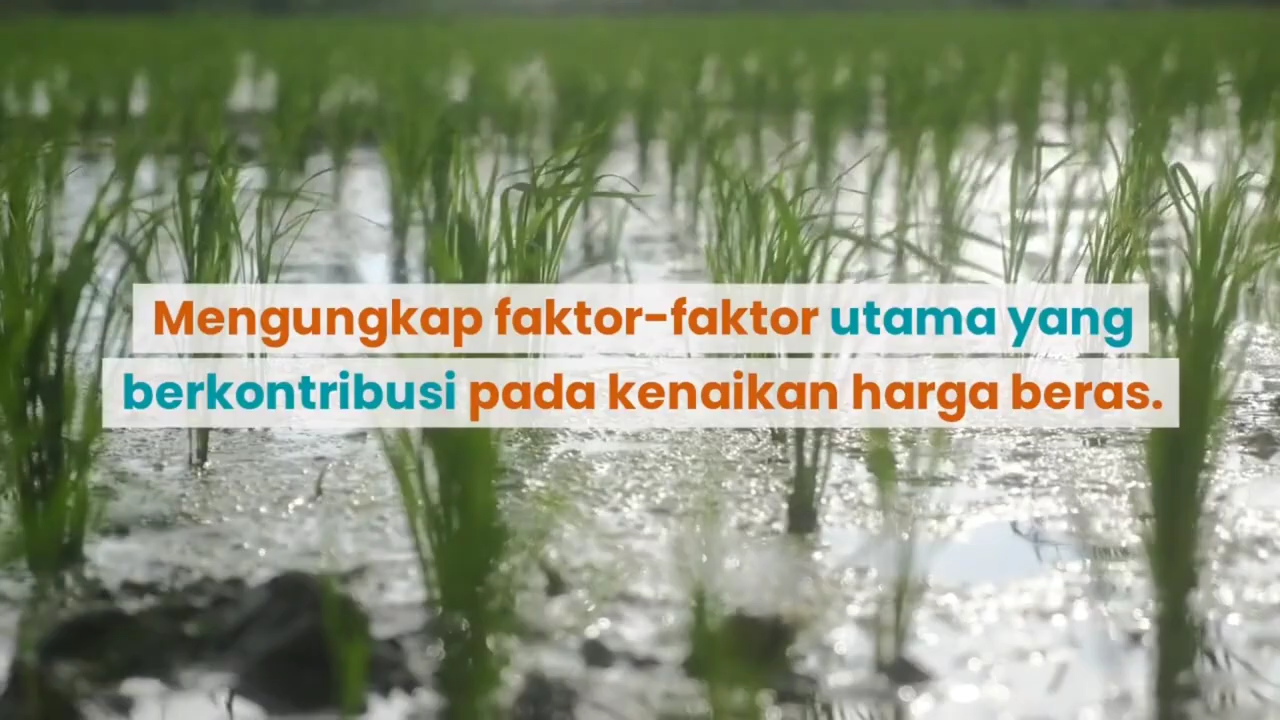 Mengungkap faktor-faktor utama yang
berkontribusi pada kenaikan harga beras.